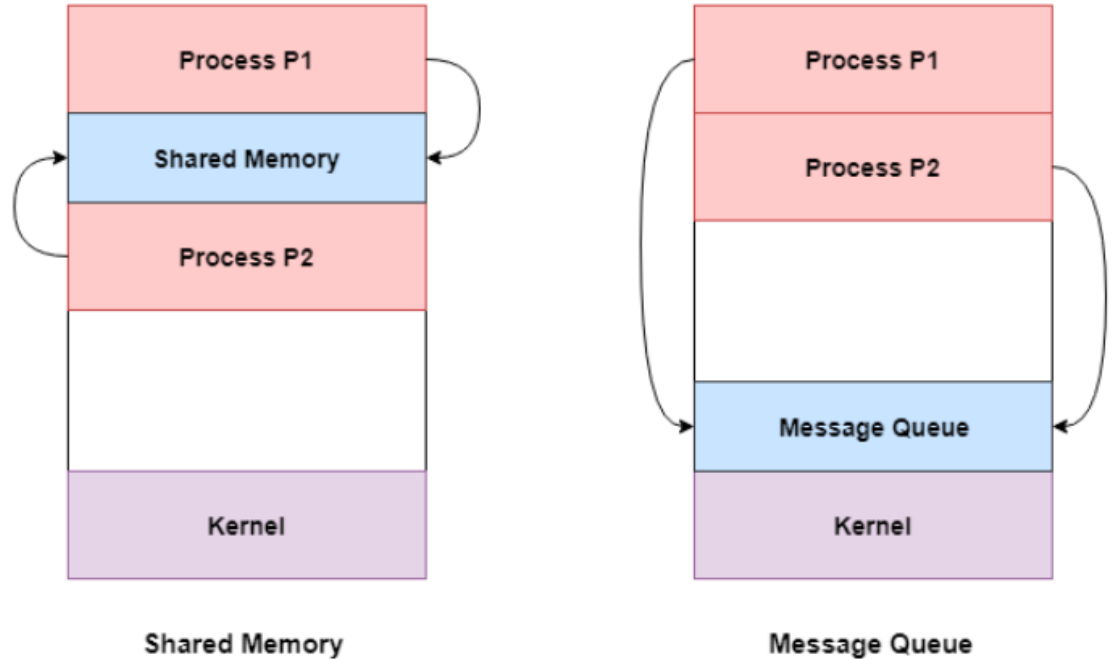 Process P1
Shared Memory
Process P2
Kernel
Shared Memory
Process P1
Process P2
Message Queue
Kernel
Message Queue